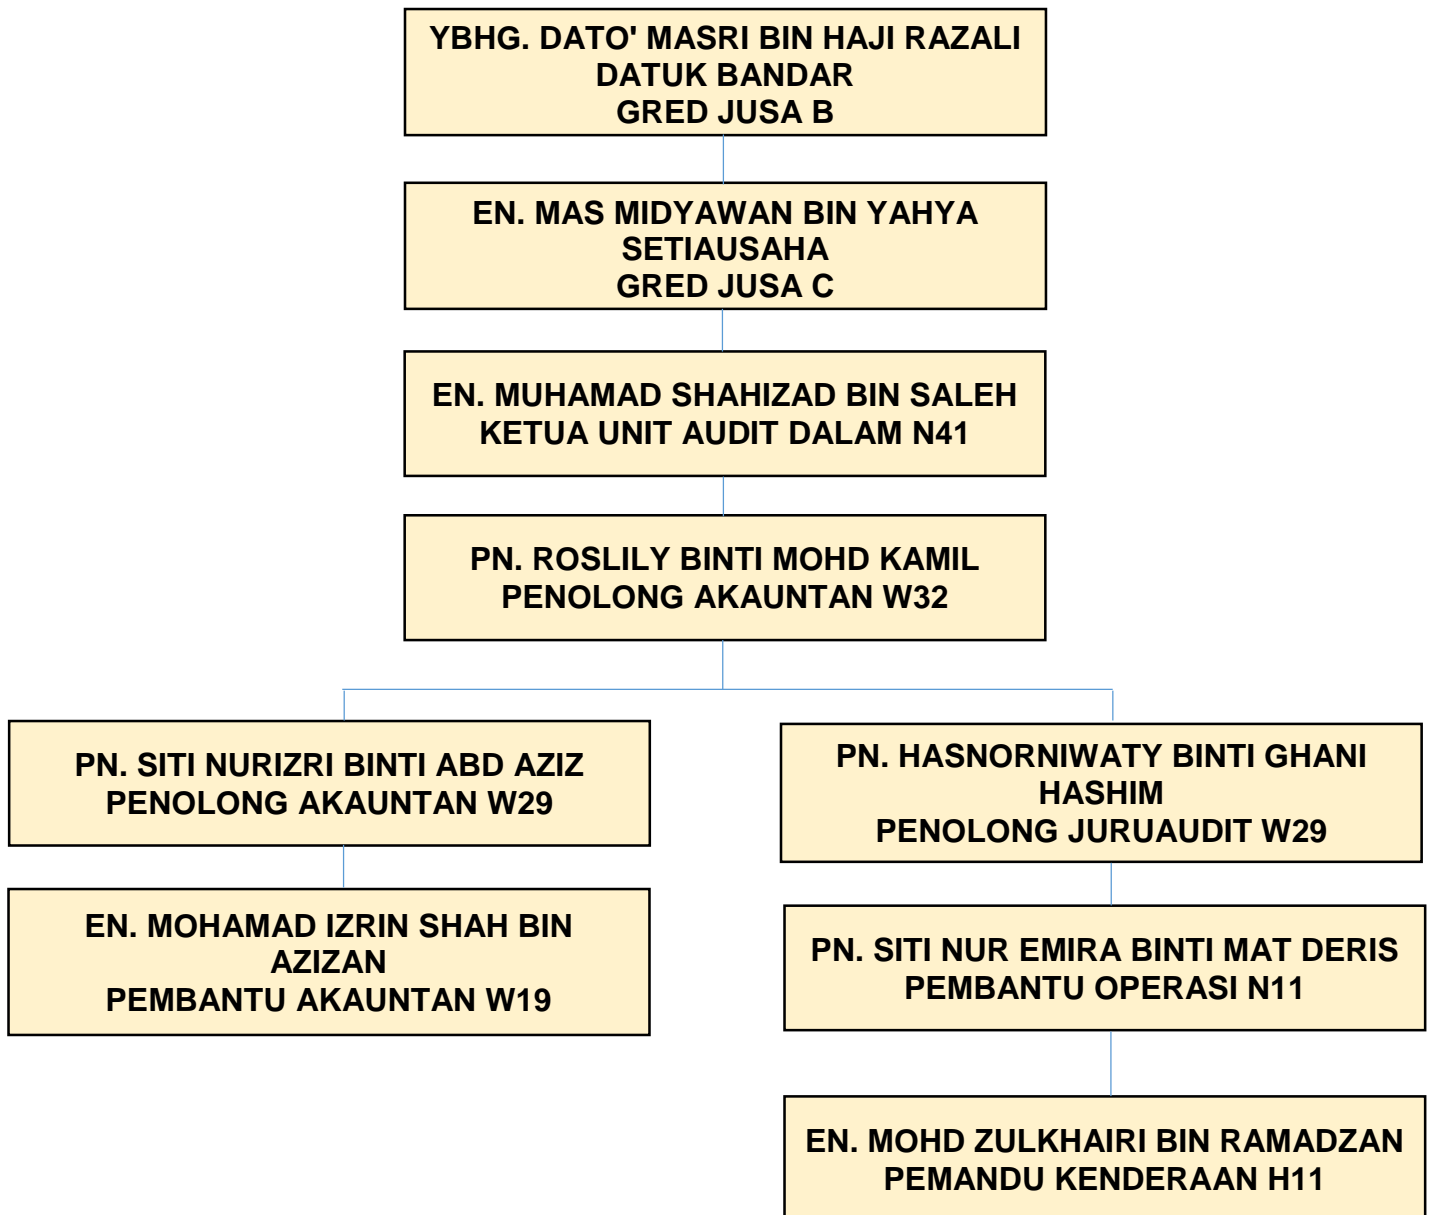 YBHG. DATO' MASRI BIN HAJI RAZALI
DATUK BANDAR
GRED JUSA B
EN. MAS MIDYAWAN BIN YAHYA
SETIAUSAHA
GRED JUSA C
EN. MUHAMAD SHAHIZAD BIN SALEH
KETUA UNIT AUDIT DALAM N41
PN. ROSLILY BINTI MOHD KAMIL
PENOLONG AKAUNTAN W32
PN. SITI NURIZRI BINTI ABD AZIZ
PENOLONG AKAUNTAN W29
EN. MOHAMAD IZRIN SHAH BIN
AZIZAN
PEMBANTU AKAUNTAN W19
PN. HASNORNIWATY BINTI GHANI
HASHIM
PENOLONG JURUAUDIT W29
PN. SITI NUR EMIRA BINTI MAT DERIS
PEMBANTU OPERASI N11
EN. MOHD ZULKHAIRI BIN RAMADZAN
PEMANDU KENDERAAN H11